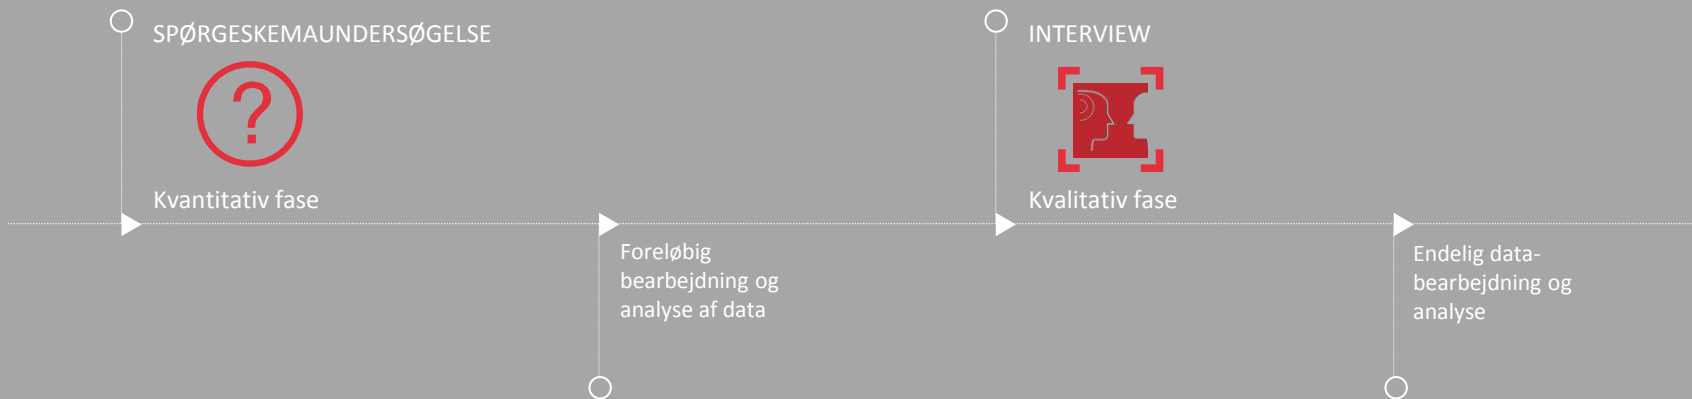 SPØRGESKEMAUNDERSØGELSE
?
Kvantitativ fase
Foreløbig
bearbejdning og
analyse af data
INTERVIEW
Kvalitativ fase
Endelig data-
bearbejdning og
analyse